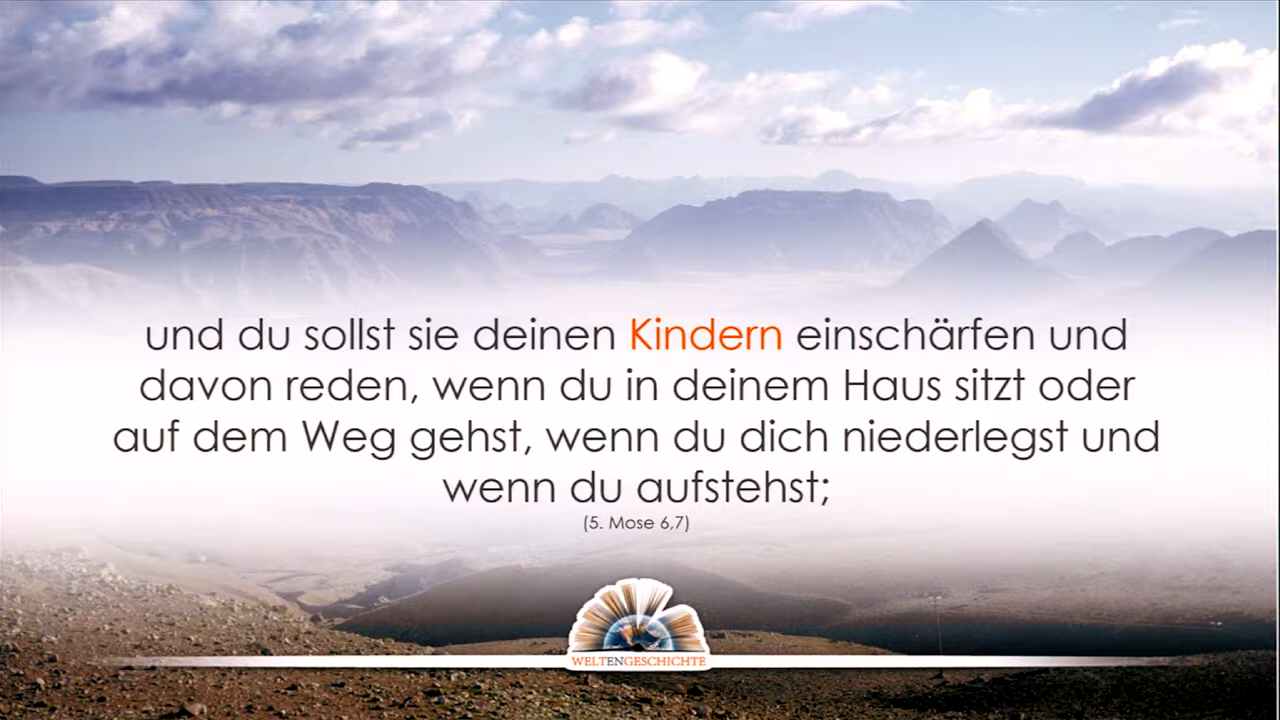 und du sollst sie deinen Kindern einschärfen und
davon reden, wenn du in deinem Haus sitzt oder
auf dem Weg gehst, wenn du dich niederlegst und
wenn du aufstehst;
(5. Mose 6,7)
WELTENGESCHICHTE